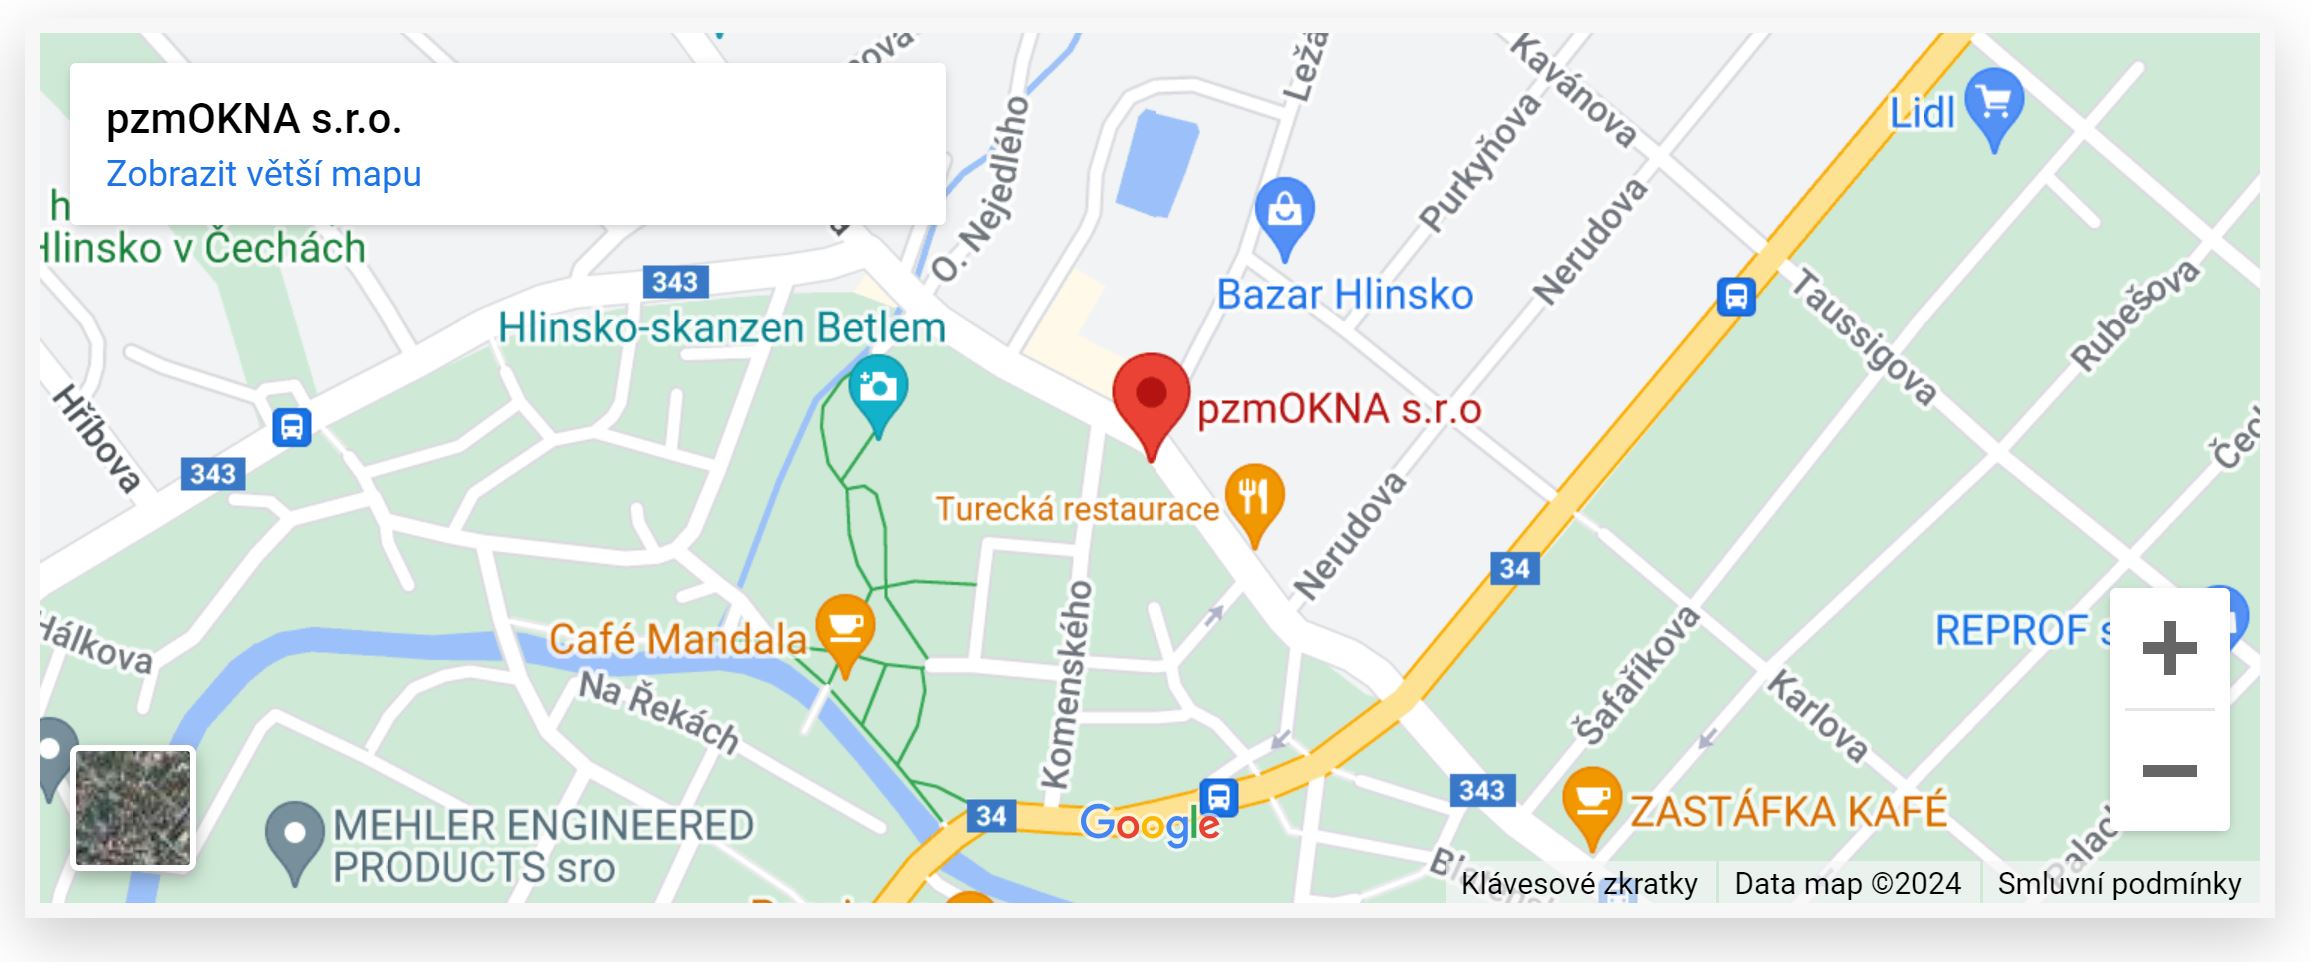 pzmOKNA s.r.o.
Zobrazit větší mapu
Hlinsko v Čechách
O. Nejedlého
Kavánova
Purkyňova
Nerudova
Lidl
343
Hlinsko-skanzen Betlem
Bazar Hlinsko
Taussigova
Rubešova
Hřibova
343
pzmOKNA s.r.o
Turecká restaurace
Nerudova
34
Hálkova
Café Mandala
Na Řekách
Komenského
Šafaříkova
Karlova
REPROF
MEHLER ENGINEERED
PRODUCTS sro
34
Google
343
ZASTÁFKA KAFÉ
Klávesové zkratky
Data map ©2024
Smluvní podmínky